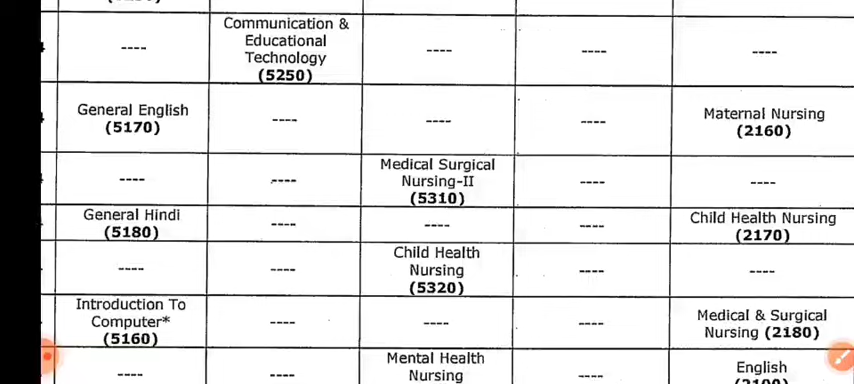 Communication &
Educational
---- Technology ---- ---- ----
(5250)
General English
(5170) ---- ---- ---- Maternal Nursing
(2160)
Medical Surgical
---- ---- Nursing-II ---- ----
(5310)
General Hindi
(5180) ---- ---- ---- Child Health Nursing
(2170)
Child Health
---- ---- Nursing ---- ----
(5320)
Introduction To
Computer* ---- ---- ---- Medical & Surgical
(5160) Nursing (2180)
Mental Health
---- ---- Nursing ---- English